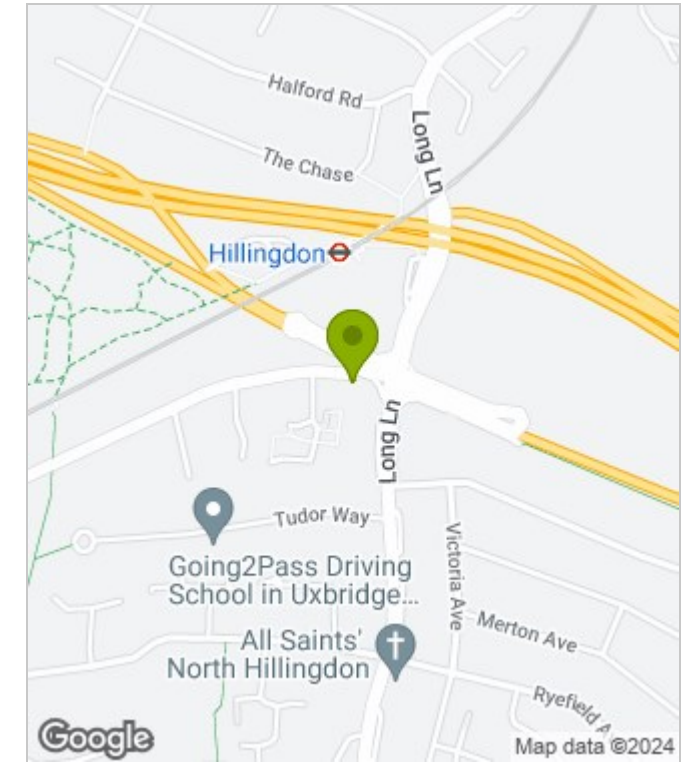 Halford Rd
Long Ln
The Chase
Hillingdon
Long Ln
Tudor Way
Victoria Ave
Going2Pass Driving
School in Uxbridge...
Merton Ave
All Saints'
North Hillingdon
Ryefield A
Google
Map data ©2024